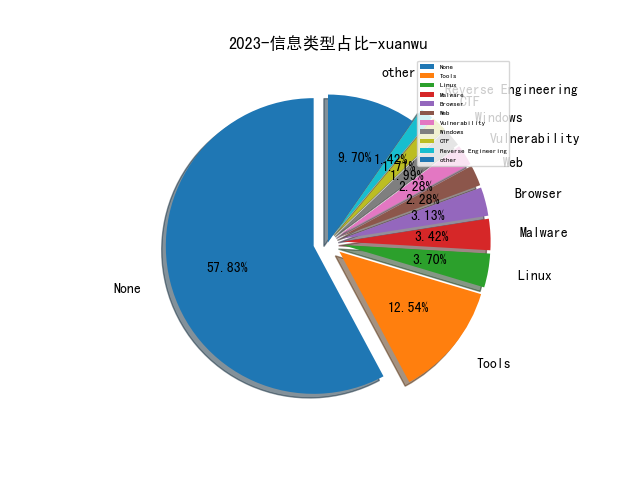 2023-信息类型占比-xuanwu
other
None
Tools
Linux
Malware
Browser
Web
Vulnerability
Windows
CTF
Reverse Engineering
other
Reverse Engineering
CTF
Windows
Vulnerability
Web
Browser
Malware
Linux
Tools
None
9.70%
1.42%
1.71%
1.99%
2.28%
2.28%
3.13%
3.42%
3.70%
12.54%
57.83%